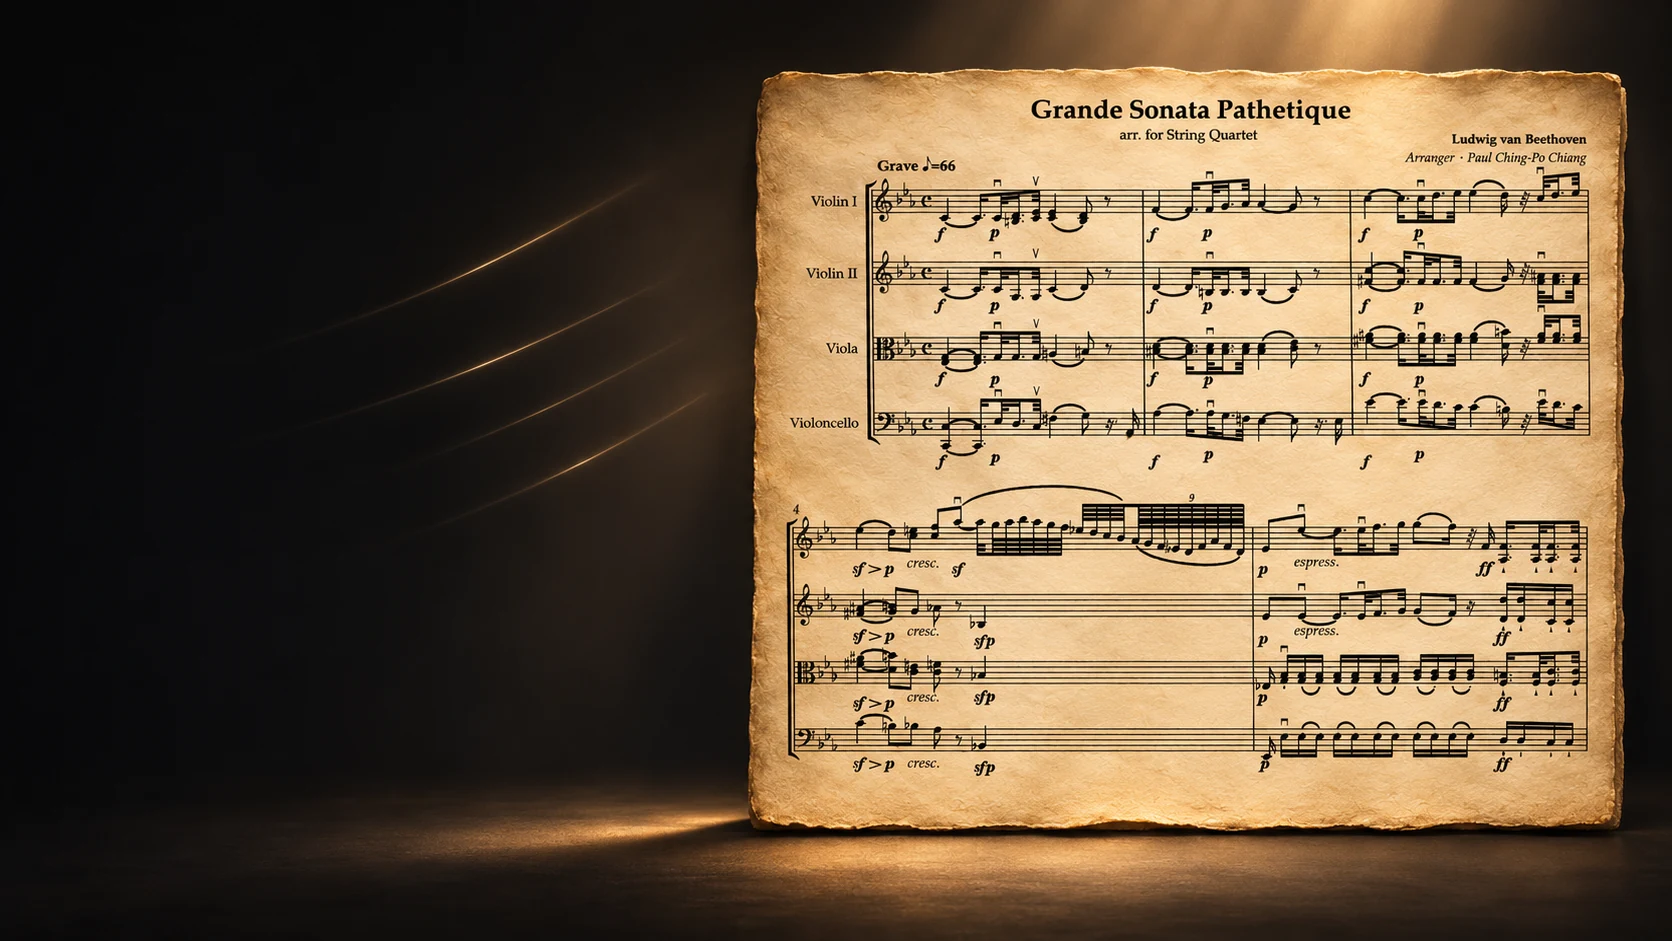 Grande Sonata Pathetique
arr. for String Quartet
Ludwig van Beethoven
Arranger · Paul Ching-Po Chiang
Grave ♪=66
Violin I
f p f p f p
Violin II
f p f p f p
Viola
f p f p f p
Violoncello
f p f p f p
4
9
sf > p cresc. sf p espress. ff
sf > p cresc. sfp p espress. ff
sf > p cresc. sfp p ff
sf > p cresc. sfp p ff